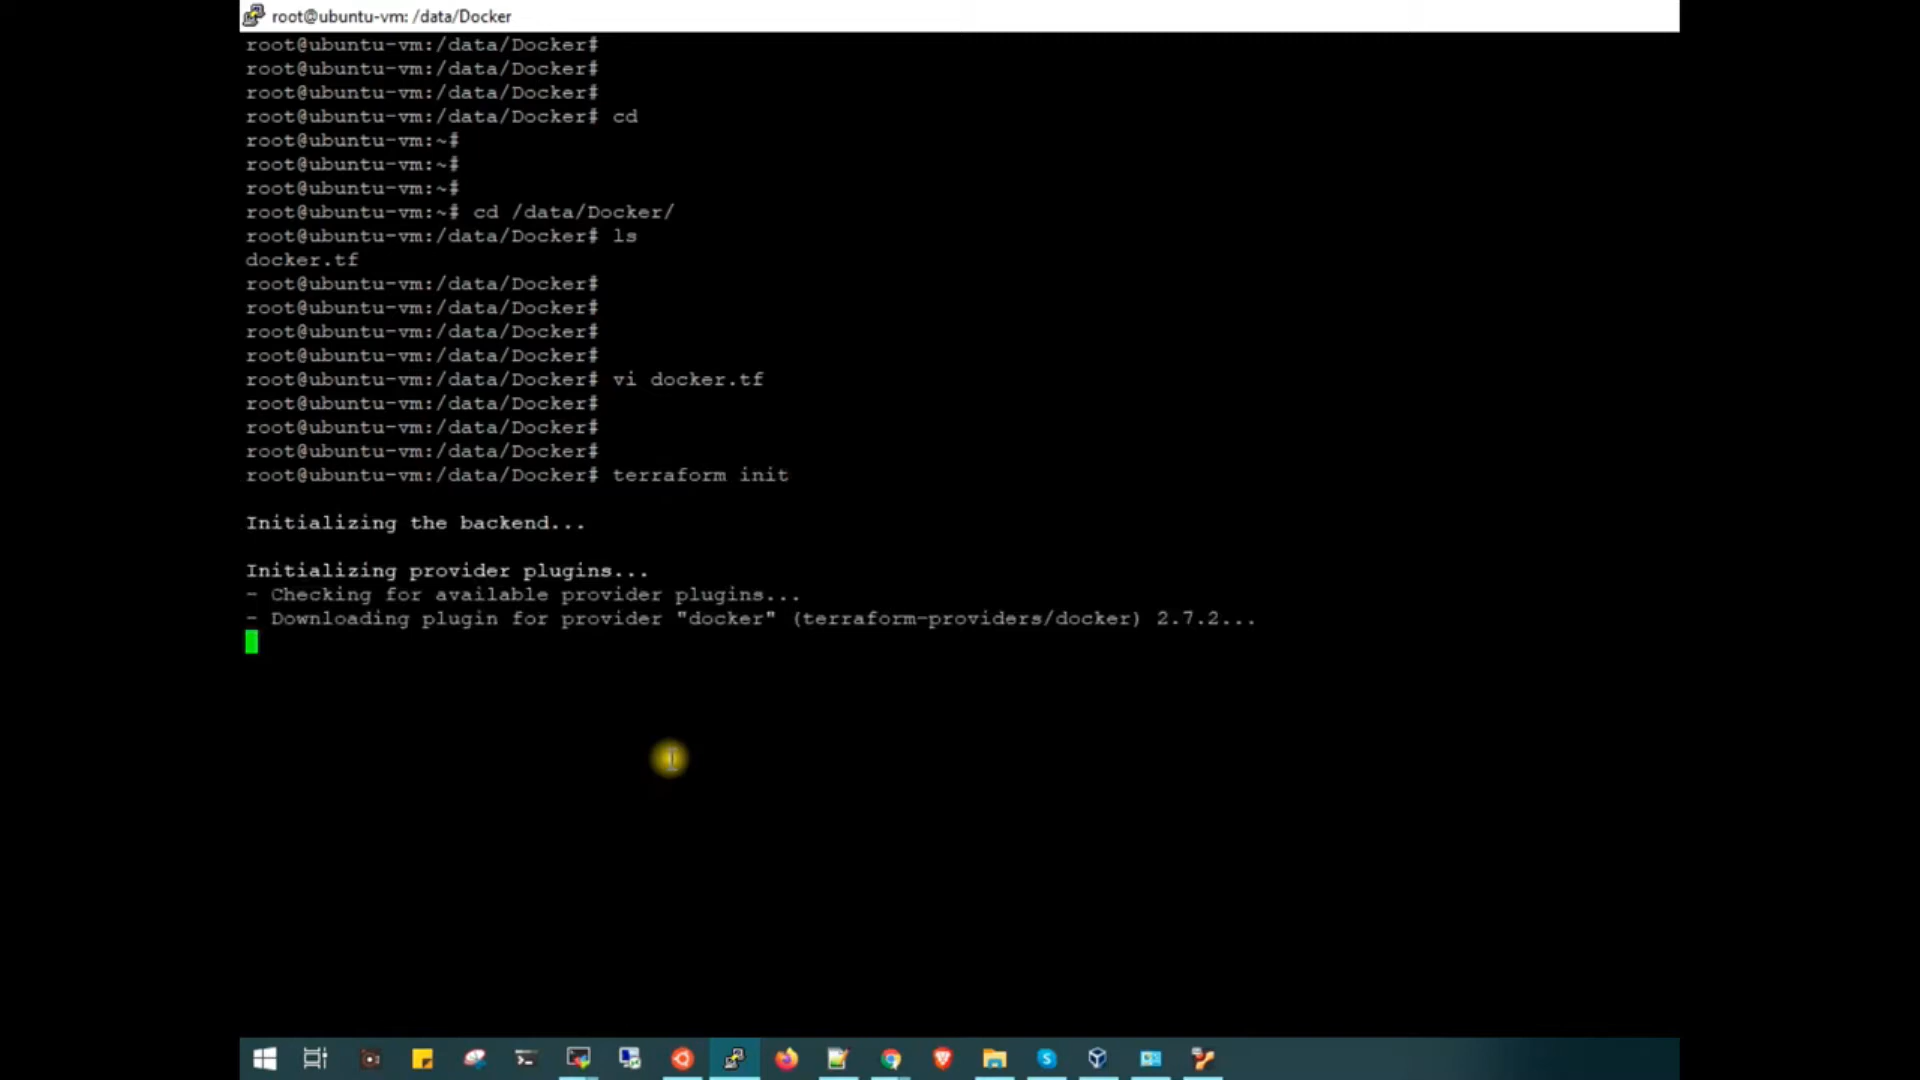 root@ubuntu-vm: /data/Docker
root@ubuntu-vm:/data/Docker#
root@ubuntu-vm:/data/Docker#
root@ubuntu-vm:/data/Docker#
root@ubuntu-vm:/data/Docker# cd
root@ubuntu-vm:~#
root@ubuntu-vm:~#
root@ubuntu-vm:~#
root@ubuntu-vm:~# cd /data/Docker/
root@ubuntu-vm:/data/Docker# ls
docker.tf
root@ubuntu-vm:/data/Docker#
root@ubuntu-vm:/data/Docker#
root@ubuntu-vm:/data/Docker#
root@ubuntu-vm:/data/Docker#
root@ubuntu-vm:/data/Docker# vi docker.tf
root@ubuntu-vm:/data/Docker#
root@ubuntu-vm:/data/Docker#
root@ubuntu-vm:/data/Docker#
root@ubuntu-vm:/data/Docker# terraform init
Initializing the backend...
Initializing provider plugins...
- Checking for available provider plugins...
- Downloading plugin for provider "docker" (terraform-providers/docker) 2.7.2...